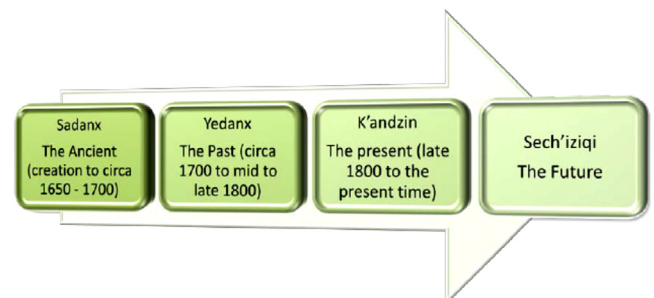 Sadanx
The Ancient
(creation to circa
1650 - 1700)
Yedanx
The Past (circa
1700 to mid to
late 1800)
K'andzin
The present (late
1800 to the
present time)
Sech'iziqi
The Future